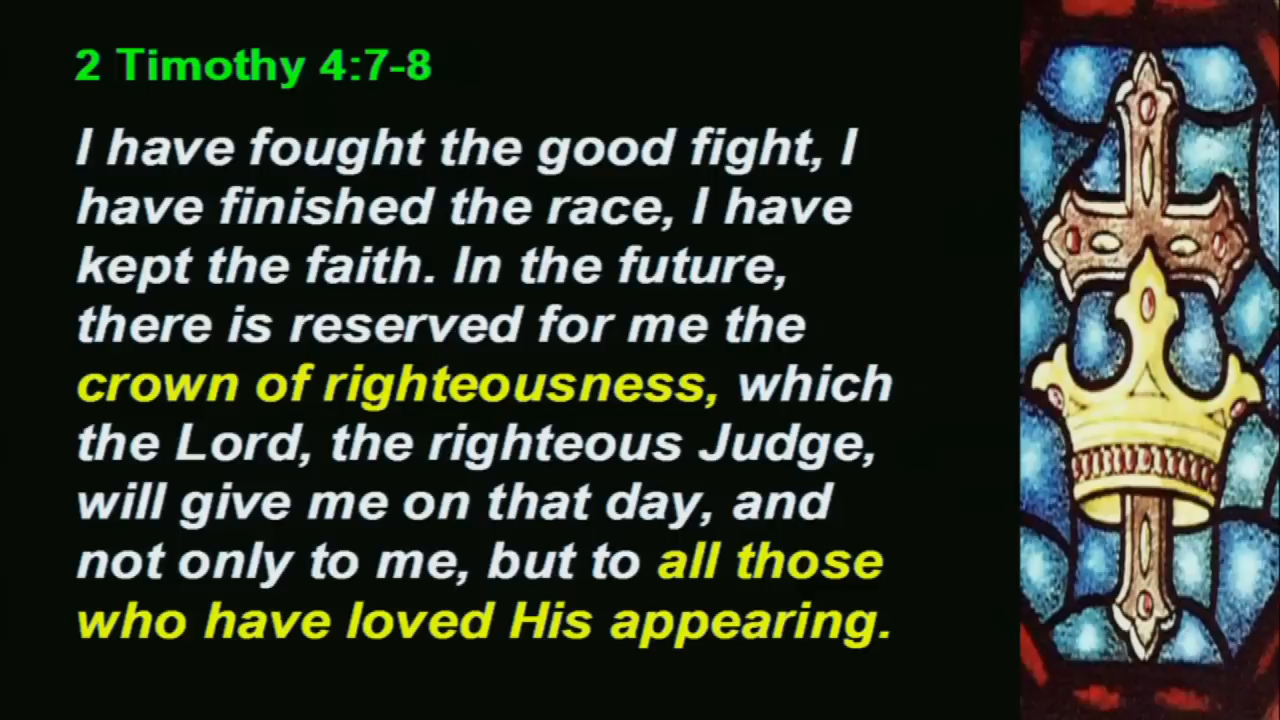 2 Timothy 4:7-8
I have fought the good fight, I
have finished the race, I have
kept the faith. In the future,
there is reserved for me the
crown of righteousness, which
the Lord, the righteous Judge,
will give me on that day, and
not only to me, but to all those
who have loved His appearing.